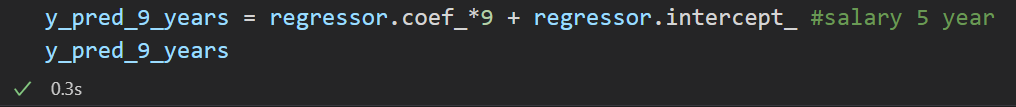 y_pred_9_years = regressor.coef_*9 + regressor.intercept_ #salary 5 year
y_pred_9_years
0.3s